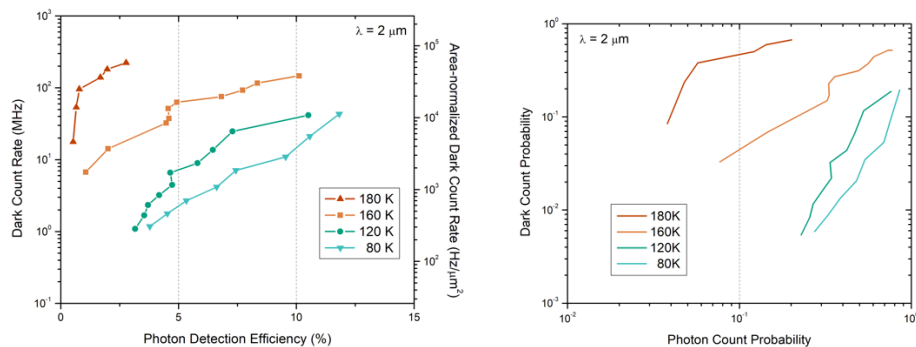 λ = 2 μm
10³
10²
10¹
10⁰
10⁻¹
Dark Count Rate (MHz)
10⁵
10⁴
10³
10²
Area-normalized Dark Count Rate (Hz/μm²)
180 K
160 K
120 K
80 K
0 5 10 15
Photon Detection Efficiency (%)
λ = 2 μm
10⁰
10⁻¹
10⁻²
10⁻³
Dark Count Probability
180K
160K
120K
80K
10⁻² 10⁻¹ 10⁰
Photon Count Probability